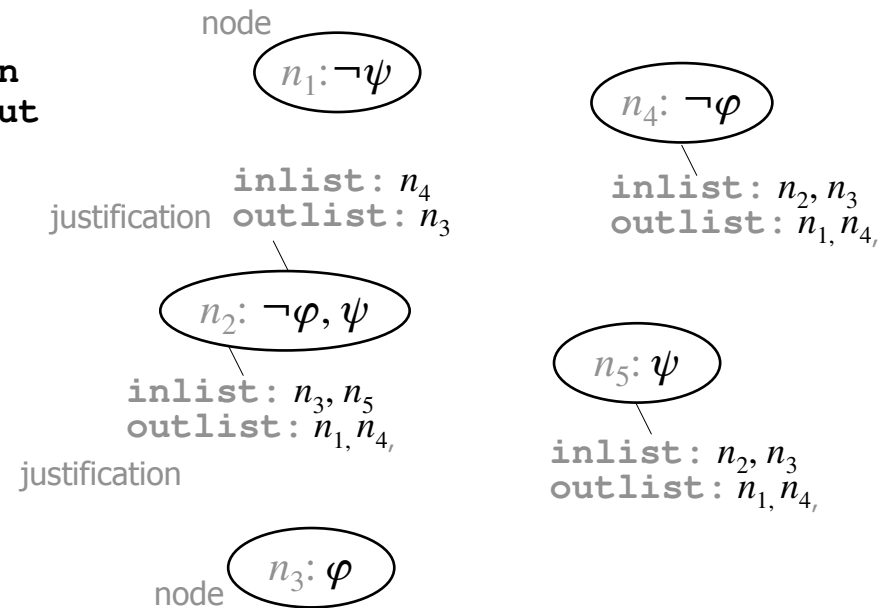 node
n
n₁: ¬ψ
ut
n₄: ¬φ
inlist: n₄
justification outlist: n₃
inlist: n₂, n₃
outlist: n₁, n₄,
n₂: ¬φ, ψ
n₅: ψ
inlist: n₃, n₅
outlist: n₁, n₄,
justification
inlist: n₂, n₃
outlist: n₁, n₄,
n₃: φ
node